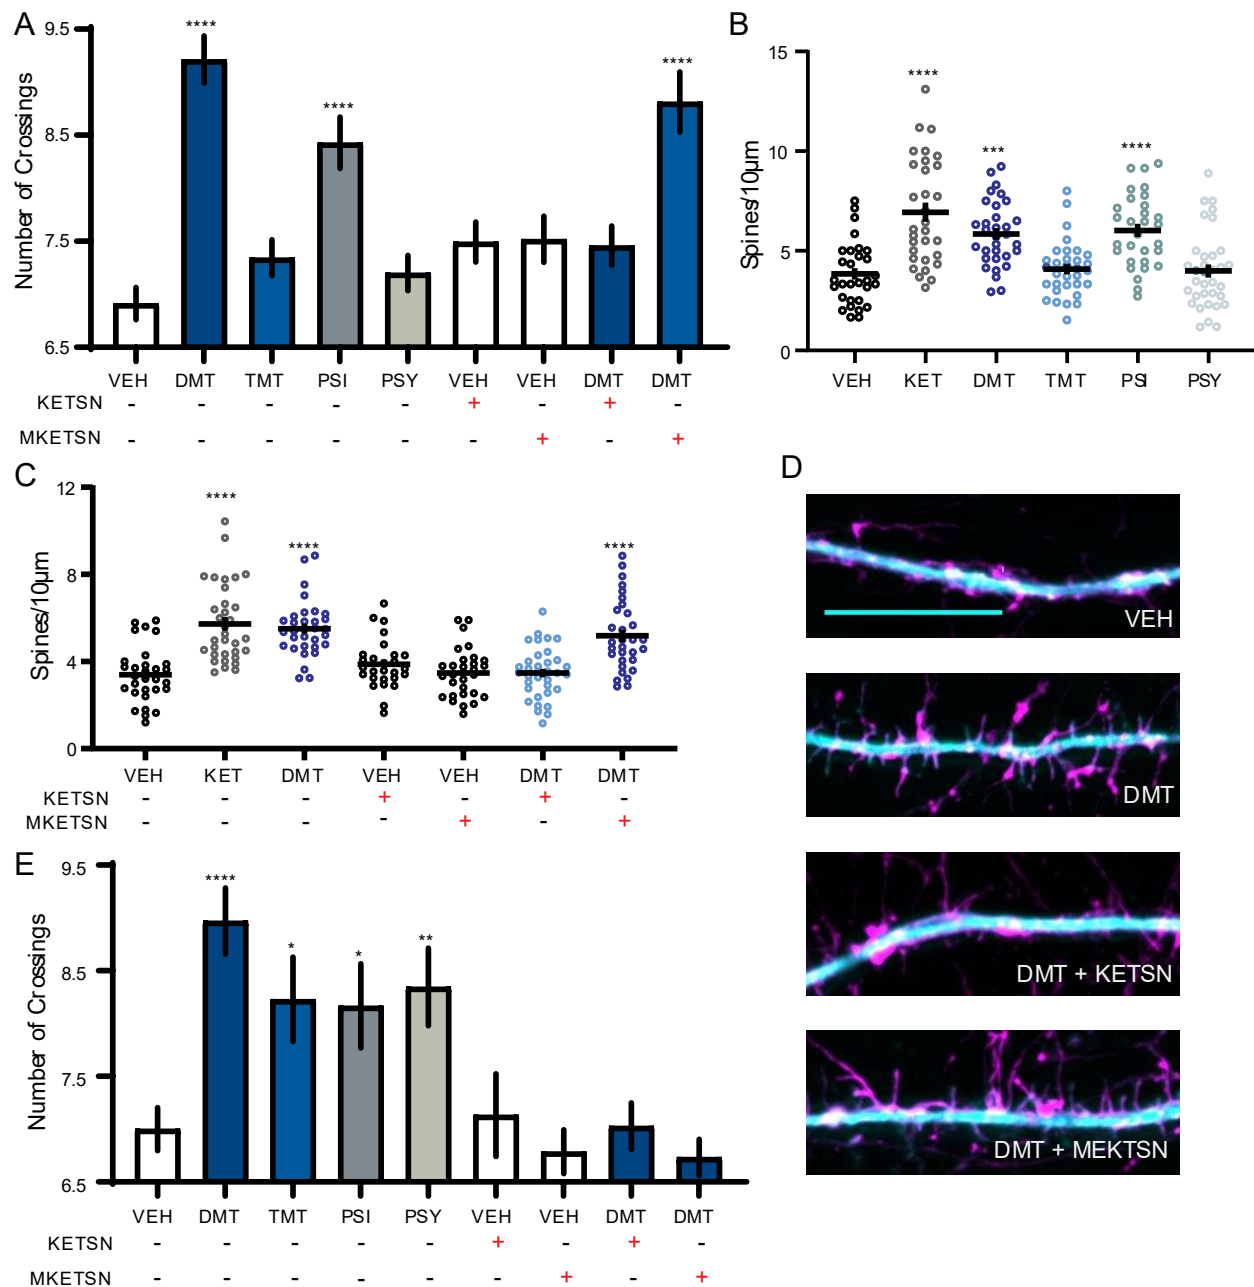 A
Number of Crossings
9.5
8.5
7.5
6.5
****
****
****
VEH DMT TMT PSI PSY VEH VEH DMT DMT
KETSN - - - - - + - + -
MKETSN - - - - - - + - +
B
Spines/10µm
15
10
5
0
**** *** ****
VEH KET DMT TMT PSI PSY
C
Spines/10µm
12
8
4
0
**** **** ****
VEH KET DMT VEH VEH DMT DMT
KETSN - - - + - + -
MKETSN - - - - + - +
D
VEH
DMT
DMT + KETSN
DMT + MEKTSN
E
Number of Crossings
9.5
8.5
7.5
6.5
**** * * **
VEH DMT TMT PSI PSY VEH VEH DMT DMT
KETSN - - - - - + - + -
MKETSN - - - - - - + - +